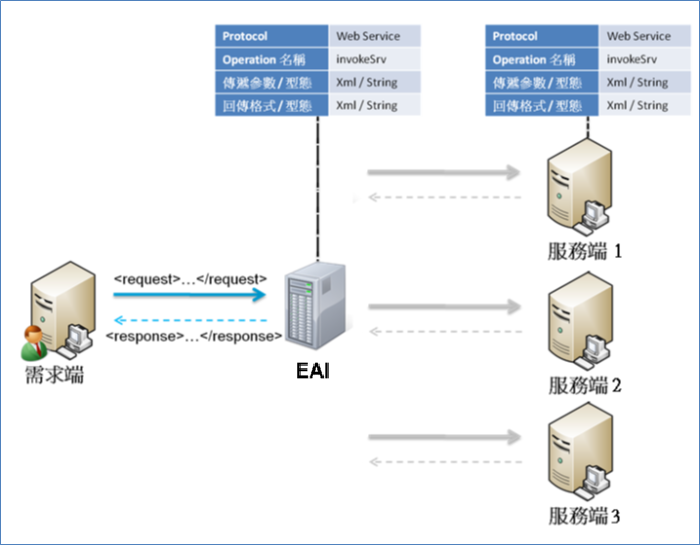 Protocol Web Service
Operation 名稱 invokeSrv
傳遞參數/型態 Xml / String
回傳格式/型態 Xml / String
Protocol Web Service
Operation 名稱 invokeSrv
傳遞參數/型態 Xml / String
回傳格式/型態 Xml / String
服務端 1
<request>…</request>
<response>…</response>
需求端
EAI
服務端 2
服務端 3